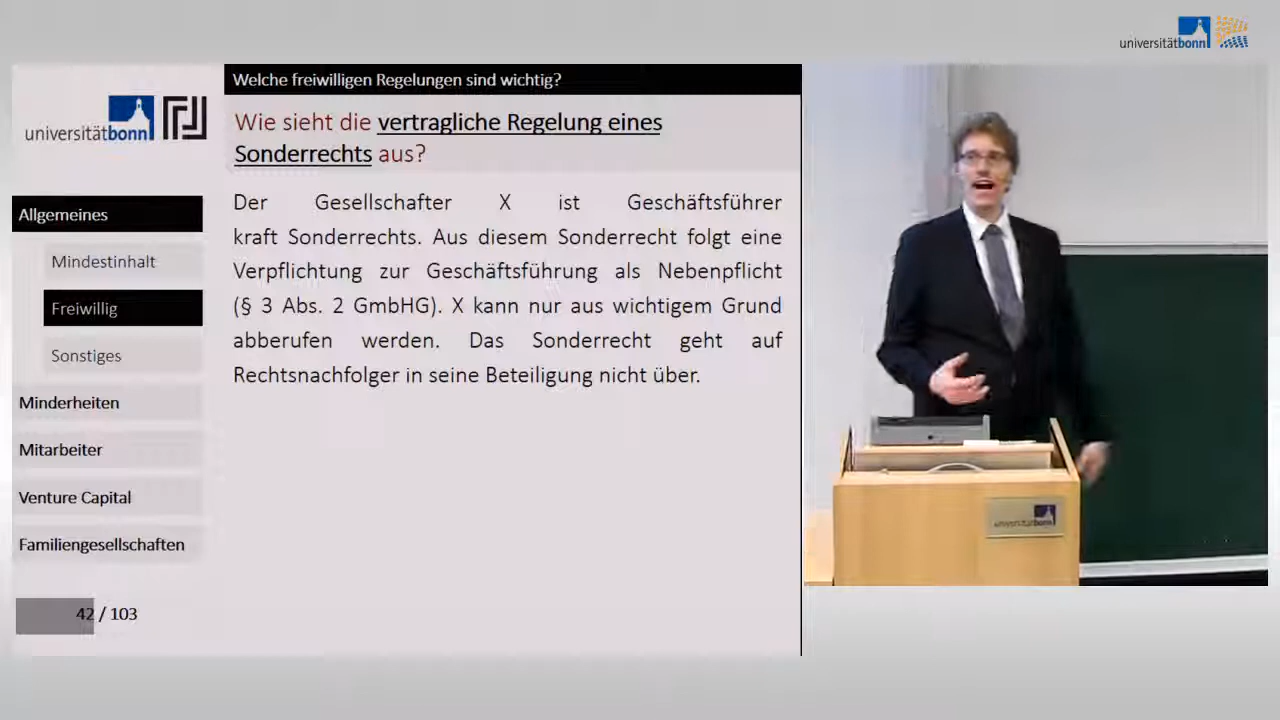 universitätbonn
Welche freiwilligen Regelungen sind wichtig?
universitätbonn
Wie sieht die vertragliche Regelung eines
Sonderrechts aus?
Der Gesellschafter X ist Geschäftsführer
kraft Sonderrechts. Aus diesem Sonderrecht folgt eine
Verpflichtung zur Geschäftsführung als Nebenpflicht
(§ 3 Abs. 2 GmbHG). X kann nur aus wichtigem Grund
abberufen werden. Das Sonderrecht geht auf
Rechtsnachfolger in seine Beteiligung nicht über.
Allgemeines
Mindestinhalt
Freiwillig
Sonstiges
Minderheiten
Mitarbeiter
Venture Capital
Familiengesellschaften
42 / 103
universitätbonn